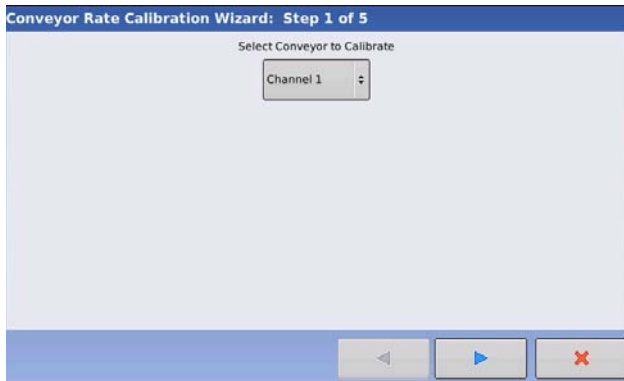 Conveyor Rate Calibration Wizard: Step 1 of 5
Select Conveyor to Calibrate
Channel 1